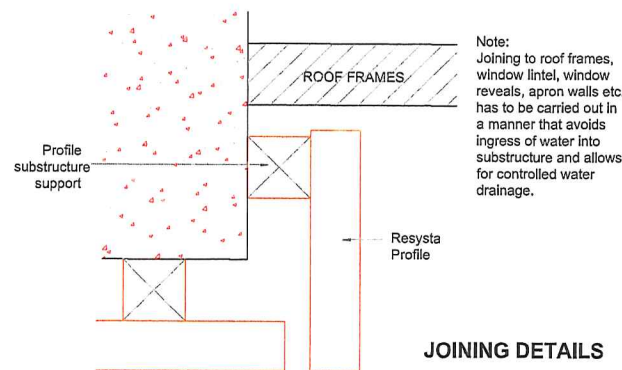 Note:
Joining to roof frames,
window lintel, window
reveals, apron walls etc
has to be carried out in
a manner that avoids
ingress of water into
substructure and allows
for controlled water
drainage.
ROOF FRAMES
Profile
substructure
support
Resysta
Profile
JOINING DETAILS